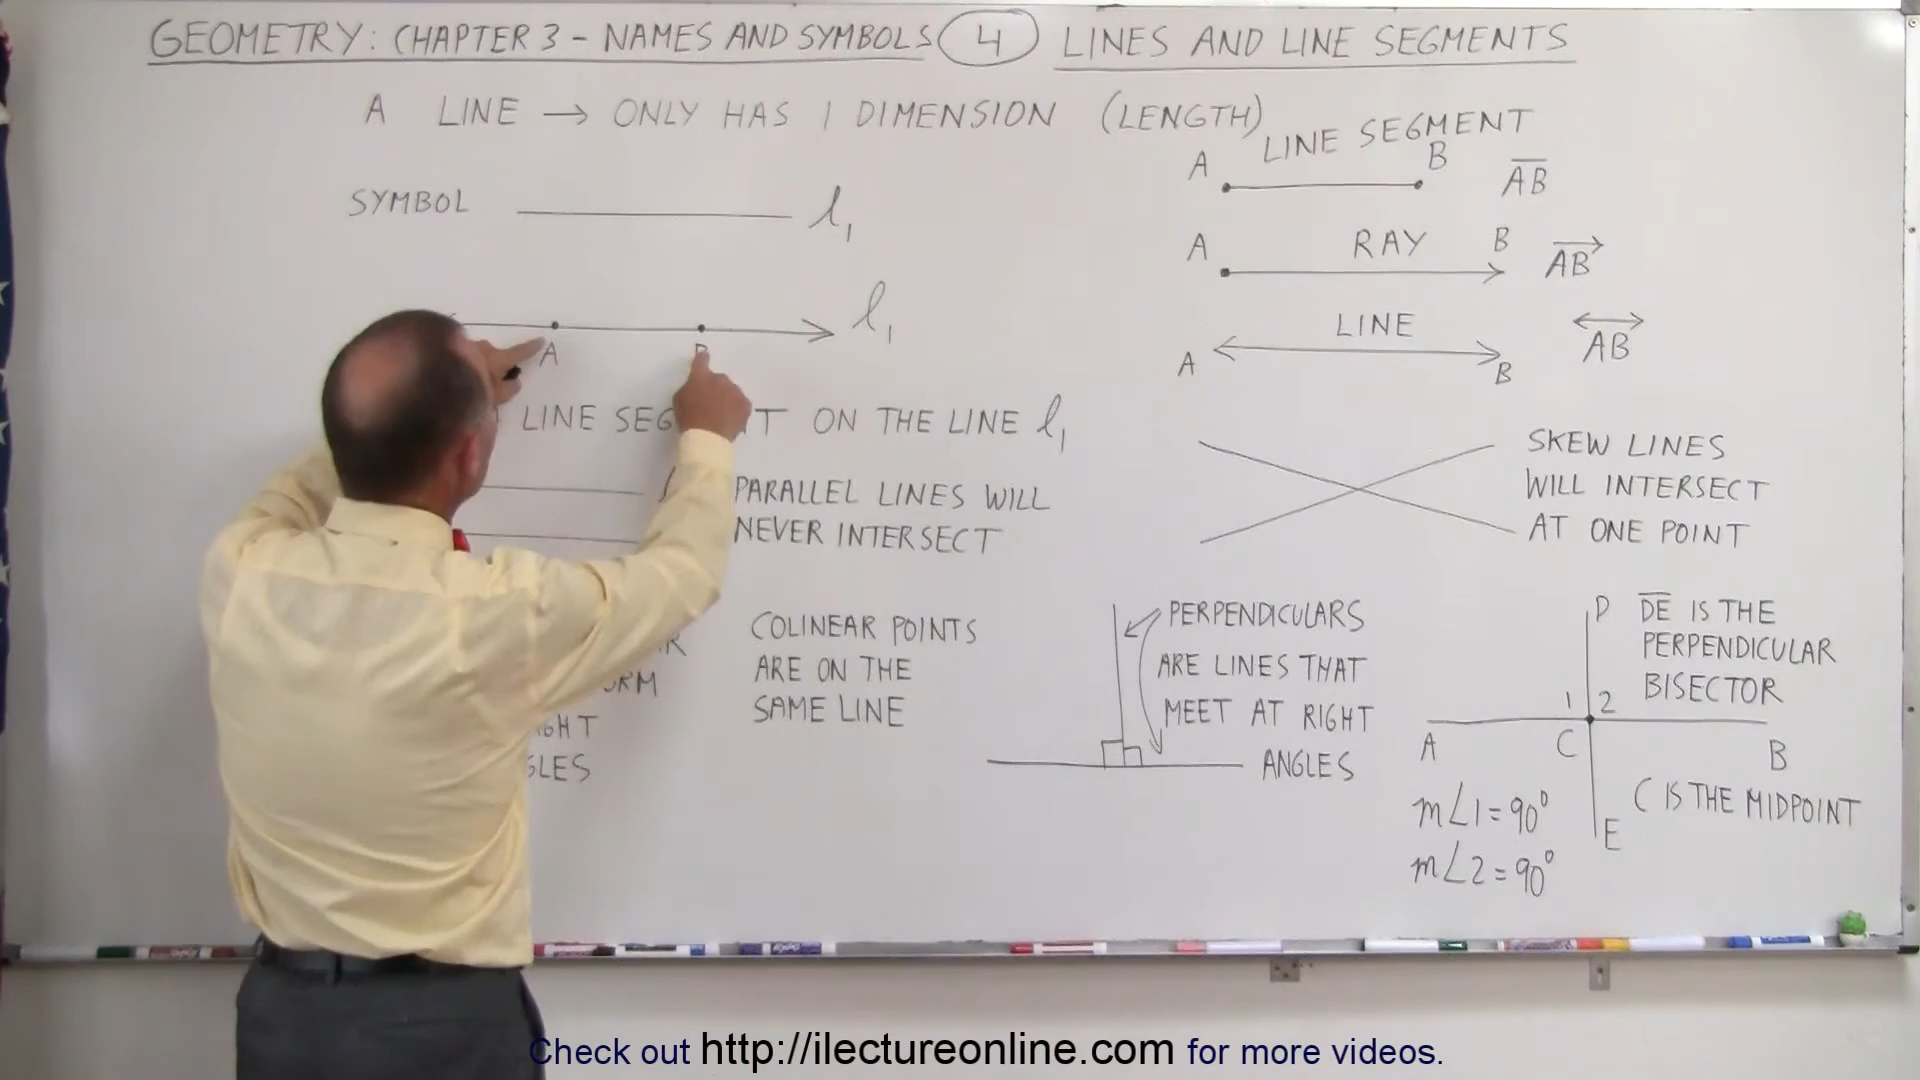 GEOMETRY: CHAPTER 3 - NAMES AND SYMBOLS 4 LINES AND LINE SEGMENTS
A LINE → ONLY HAS 1 DIMENSION (LENGTH)
SYMBOL ℓ₁
ℓ₁
A
LINE SEG T ON THE LINE ℓ₁
PARALLEL LINES WILL
NEVER INTERSECT
COLINEAR POINTS
ARE ON THE
SAME LINE
LINE SEGMENT
A B A̅B̅
A RAY B AB→
LINE
A B AB↔
SKEW LINES
WILL INTERSECT
AT ONE POINT
PERPENDICULARS
ARE LINES THAT
MEET AT RIGHT
ANGLES
D D̅E̅ IS THE
PERPENDICULAR
BISECTOR
1 2
A C B
C IS THE MIDPOINT
E
m∠1=90°
m∠2=90°
Check out http://ilectureonline.com for more videos.